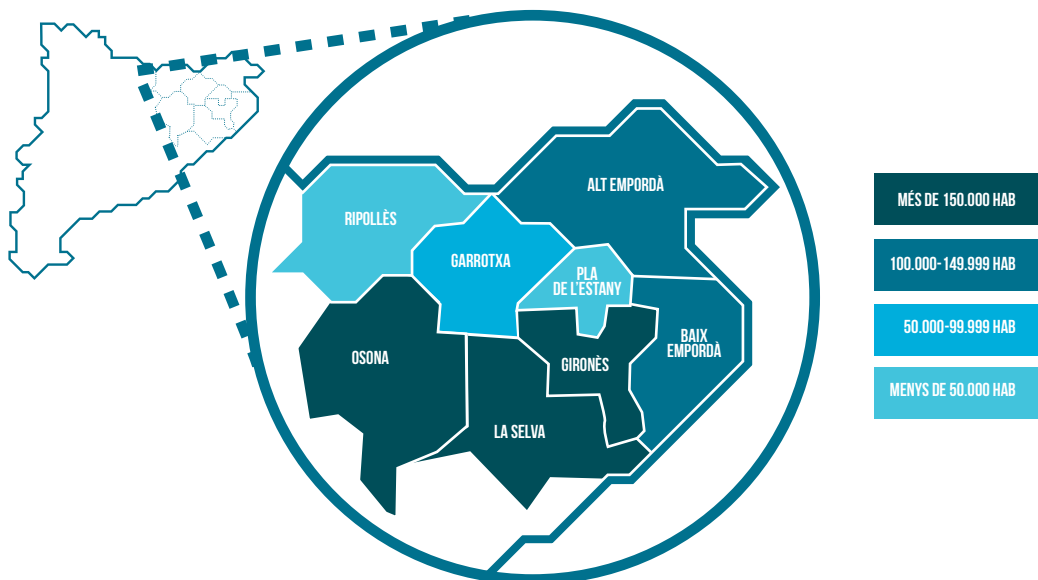 ALT EMPORDÀ
RIPOLLÈS
GARROTXA
PLA
DE L'ESTANY
BAIX
EMPORDÀ
OSONA
GIRONÈS
LA SELVA
MÉS DE 150.000 HAB
100.000-149.999 HAB
50.000-99.999 HAB
MENYS DE 50.000 HAB